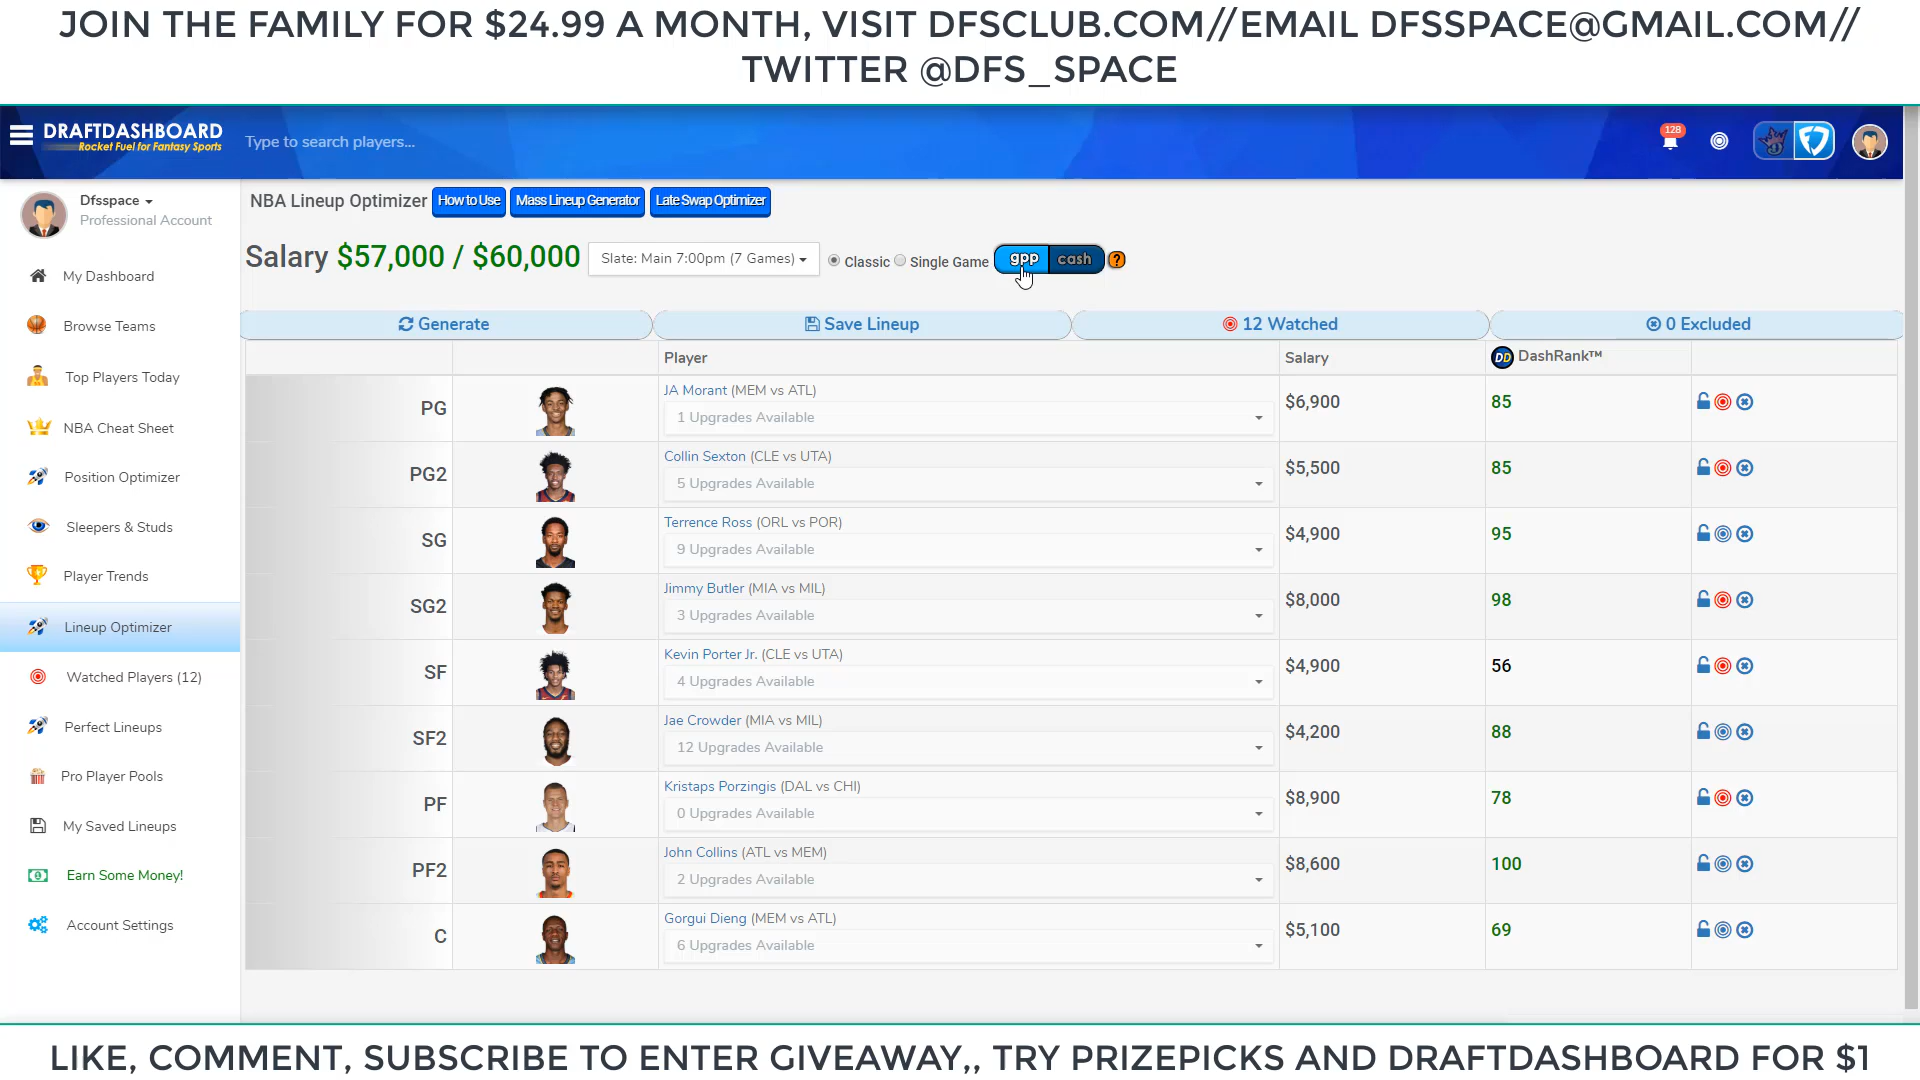 JOIN THE FAMILY FOR $24.99 A MONTH, VISIT DFSCLUB.COM//EMAIL DFSSPACE@GMAIL.COM//
TWITTER @DFS_SPACE
DRAFTDASHBOARD
Rocket Fuel for Fantasy Sports
Type to search players...
128
Dfsspace
Professional Account
My Dashboard
Browse Teams
Top Players Today
NBA Cheat Sheet
Position Optimizer
Sleepers & Studs
Player Trends
Lineup Optimizer
Watched Players (12)
Perfect Lineups
Pro Player Pools
My Saved Lineups
Earn Some Money!
Account Settings
NBA Lineup Optimizer How to Use Mass Lineup Generator Late Swap Optimizer
Salary $57,000 / $60,000 Slate: Main 7:00pm (7 Games) Classic Single Game gpp cash ?
Generate Save Lineup 12 Watched 0 Excluded
Player Salary DD DashRank™
PG JA Morant (MEM vs ATL) $6,900 85
1 Upgrades Available
PG2 Collin Sexton (CLE vs UTA) $5,500 85
5 Upgrades Available
SG Terrence Ross (ORL vs POR) $4,900 95
9 Upgrades Available
SG2 Jimmy Butler (MIA vs MIL) $8,000 98
3 Upgrades Available
SF Kevin Porter Jr. (CLE vs UTA) $4,900 56
4 Upgrades Available
SF2 Jae Crowder (MIA vs MIL) $4,200 88
12 Upgrades Available
PF Kristaps Porzingis (DAL vs CHI) $8,900 78
0 Upgrades Available
PF2 John Collins (ATL vs MEM) $8,600 100
2 Upgrades Available
C Gorgui Dieng (MEM vs ATL) $5,100 69
6 Upgrades Available
LIKE, COMMENT, SUBSCRIBE TO ENTER GIVEAWAY,, TRY PRIZEPICKS AND DRAFTDASHBOARD FOR $1